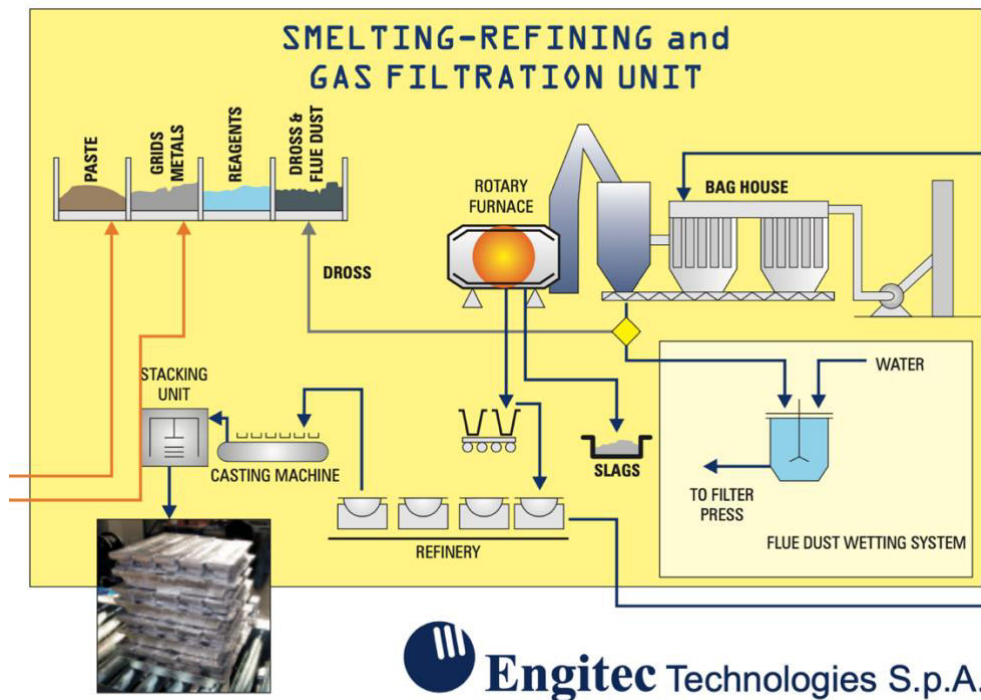 SMELTING-REFINING and
GAS FILTRATION UNIT
PASTE
GRIDS
METALS
REAGENTS
DROSS &
FLUE DUST
ROTARY
FURNACE
BAG HOUSE
DROSS
STACKING
UNIT
CASTING MACHINE
REFINERY
SLAGS
WATER
TO FILTER
PRESS
FLUE DUST WETTING SYSTEM
Engitec Technologies S.p.A.